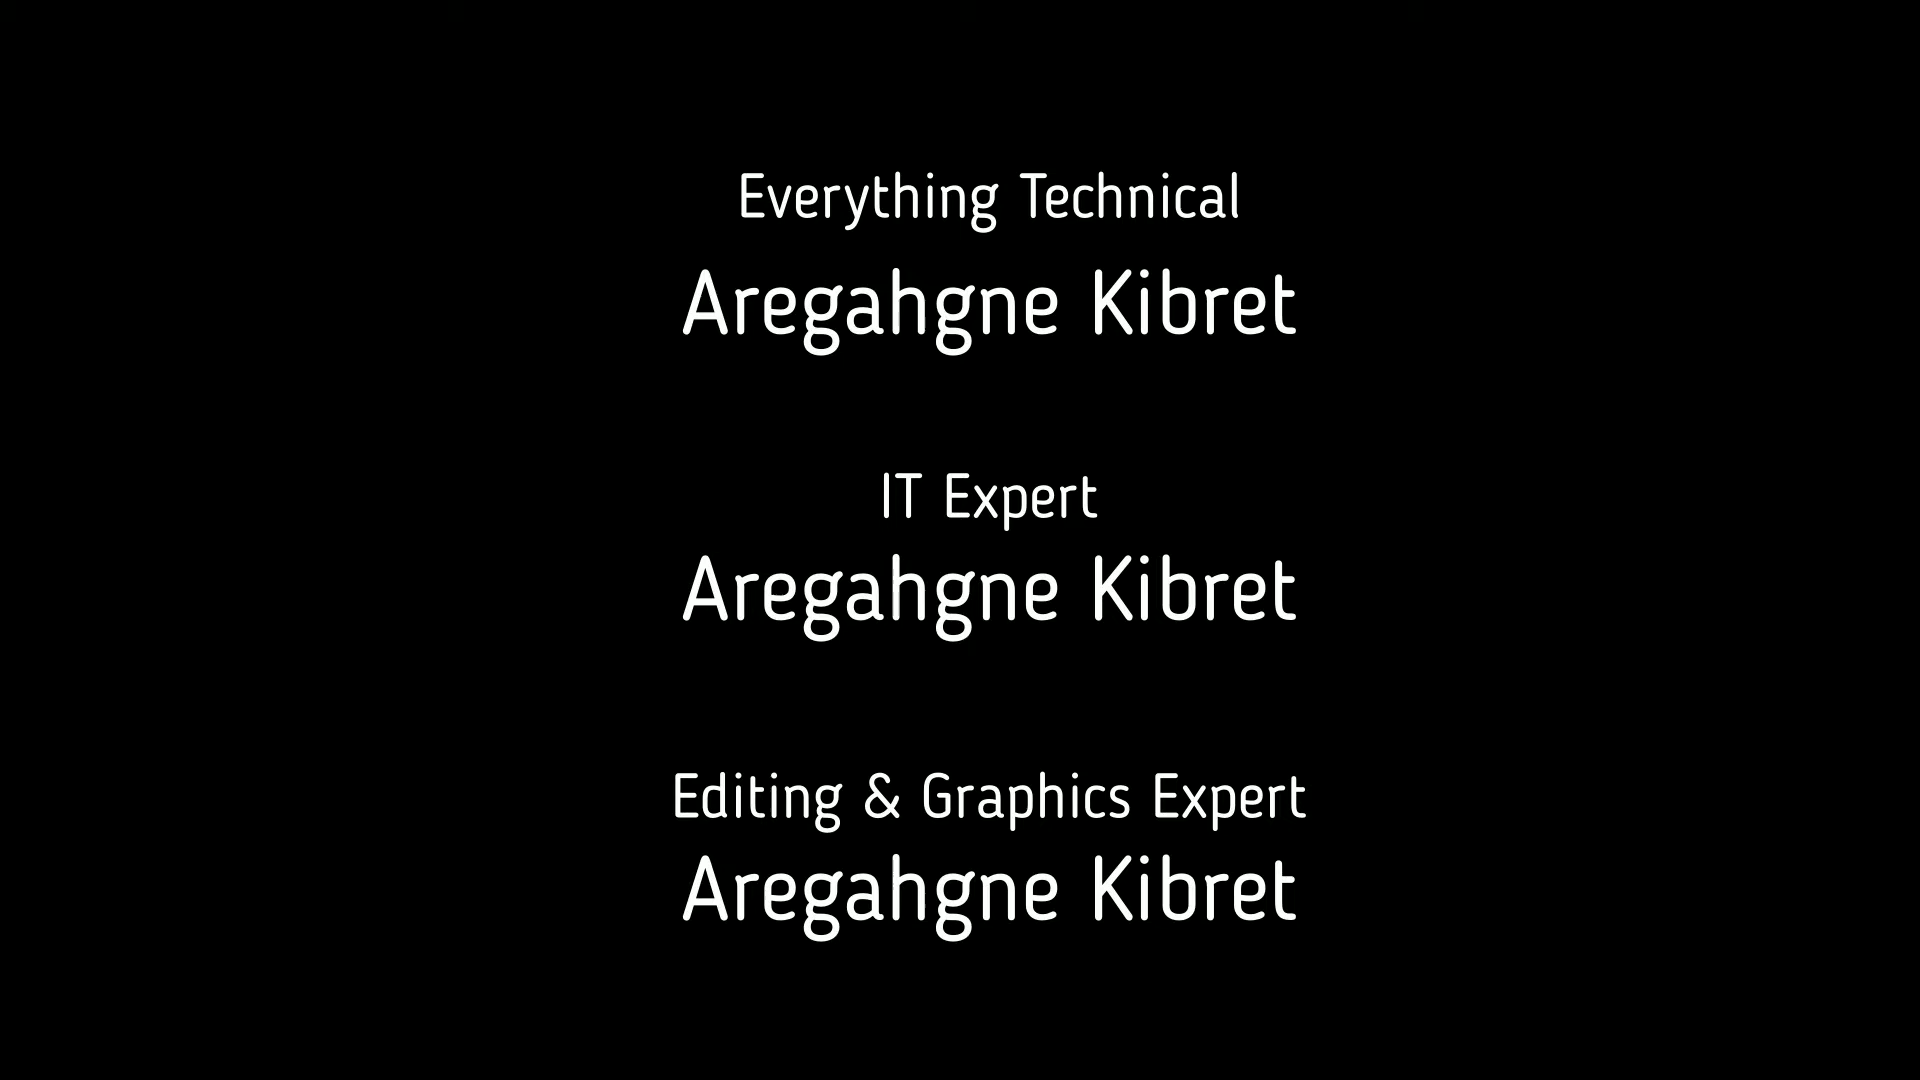 Everything Technical
Aregahgne Kibret
IT Expert
Aregahgne Kibret
Editing & Graphics Expert
Aregahgne Kibret